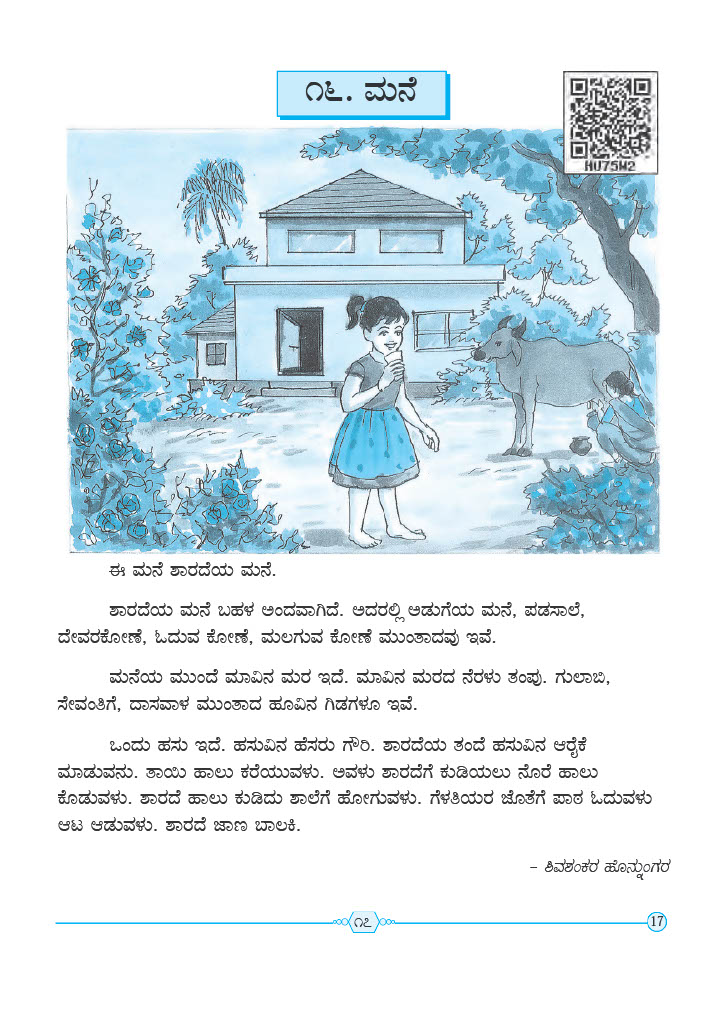 ೧೬. ಮನೆ
HU75W2
ಈ ಮನೆ ಶಾರದೆಯ ಮನೆ.
ಶಾರದೆಯ ಮನೆ ಬಹಳ ಅಂದವಾಗಿದೆ. ಅದರಲ್ಲಿ ಅಡುಗೆಯ ಮನೆ, ಪಡಸಾಲೆ,
ದೇವರಕೋಣೆ, ಓದುವ ಕೋಣೆ, ಮಲಗುವ ಕೋಣೆ ಮುಂತಾದವು ಇವೆ.
ಮನೆಯ ಮುಂದೆ ಮಾವಿನ ಮರ ಇದೆ. ಮಾವಿನ ಮರದ ನೆರಳು ತಂಪು. ಗುಲಾಬಿ,
ಸೇವಂತಿಗೆ, ದಾಸವಾಳ ಮುಂತಾದ ಹೂವಿನ ಗಿಡಗಳೂ ಇವೆ.
ಒಂದು ಹಸು ಇದೆ. ಹಸುವಿನ ಹೆಸರು ಗೌರಿ. ಶಾರದೆಯ ತಂದೆ ಹಸುವಿನ ಆರೈಕೆ
ಮಾಡುವನು. ತಾಯಿ ಹಾಲು ಕರೆಯುವಳು. ಅವಳು ಶಾರದೆಗೆ ಕುಡಿಯಲು ನೊರೆ ಹಾಲು
ಕೊಡುವಳು. ಶಾರದೆ ಹಾಲು ಕುಡಿದು ಶಾಲೆಗೆ ಹೋಗುವಳು. ಗೆಳತಿಯರ ಜೊತೆಗೆ ಪಾಠ ಓದುವಳು
ಆಟ ಆಡುವಳು. ಶಾರದೆ ಜಾಣ ಬಾಲಕಿ.
– ಶಿವಶಂಕರ ಹೊನ್ನುಂಗರ
೧೭
17